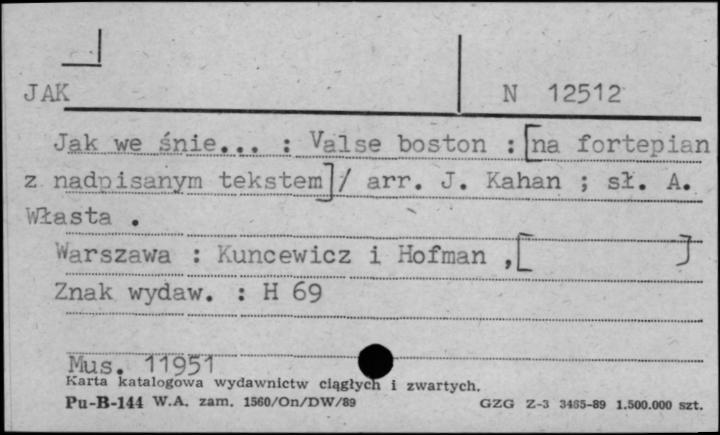 JAK N 12512
Jak we śnie... : Valse boston : [na fortepian
z nadpisanym tekstem] / arr. J. Kahan ; sł. A.
Własta .
Warszawa : Kuncewicz i Hofman ,[ ]
Znak wydaw. : H 69
Mus. 11951
Karta katalogowa wydawnictw ciągłych i zwartych.
Pu-B-144 W.A. zam. 1560/On/DW/89 GZG Z-3 3465-89 1.500.000 szt.